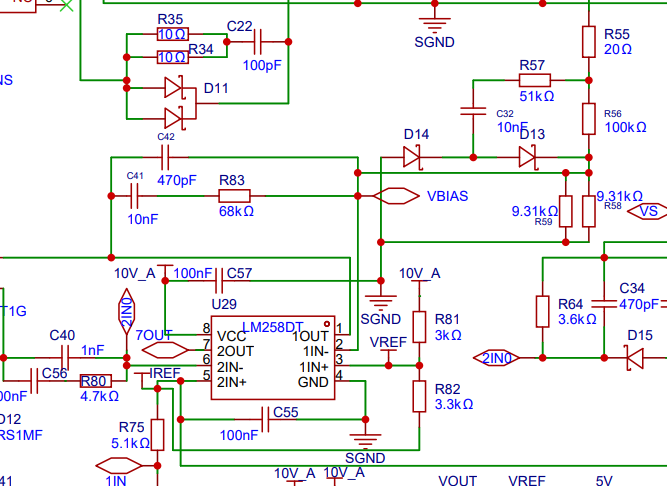 R35
10Ω
C22
R34
10Ω
100pF
SGND
R55
20Ω
NS
D11
R57
51kΩ
C32
10nF
R56
100kΩ
C42
470pF
D14
D13
C41
10nF
R83
68kΩ
VBIAS
9.31kΩ
R59
9.31kΩ
R58
VS
10V_A
100nF
C57
10V_A
SGND
U29
LM258DT
8
VCC
1OUT
1
7
2OUT
1IN-
2
6
2IN-
1IN+
3
5
2IN+
GND
4
T1G
2IN0
7OUT
C40
1nF
C56
00nF
R80
4.7kΩ
IREF
VREF
R81
3kΩ
R82
3.3kΩ
2IN0
R64
3.6kΩ
C34
470pF
D15
D12
RS1MF
R75
5.1kΩ
C55
100nF
SGND
41
1IN
10V_A
10V_A
VOUT
VREF
5V